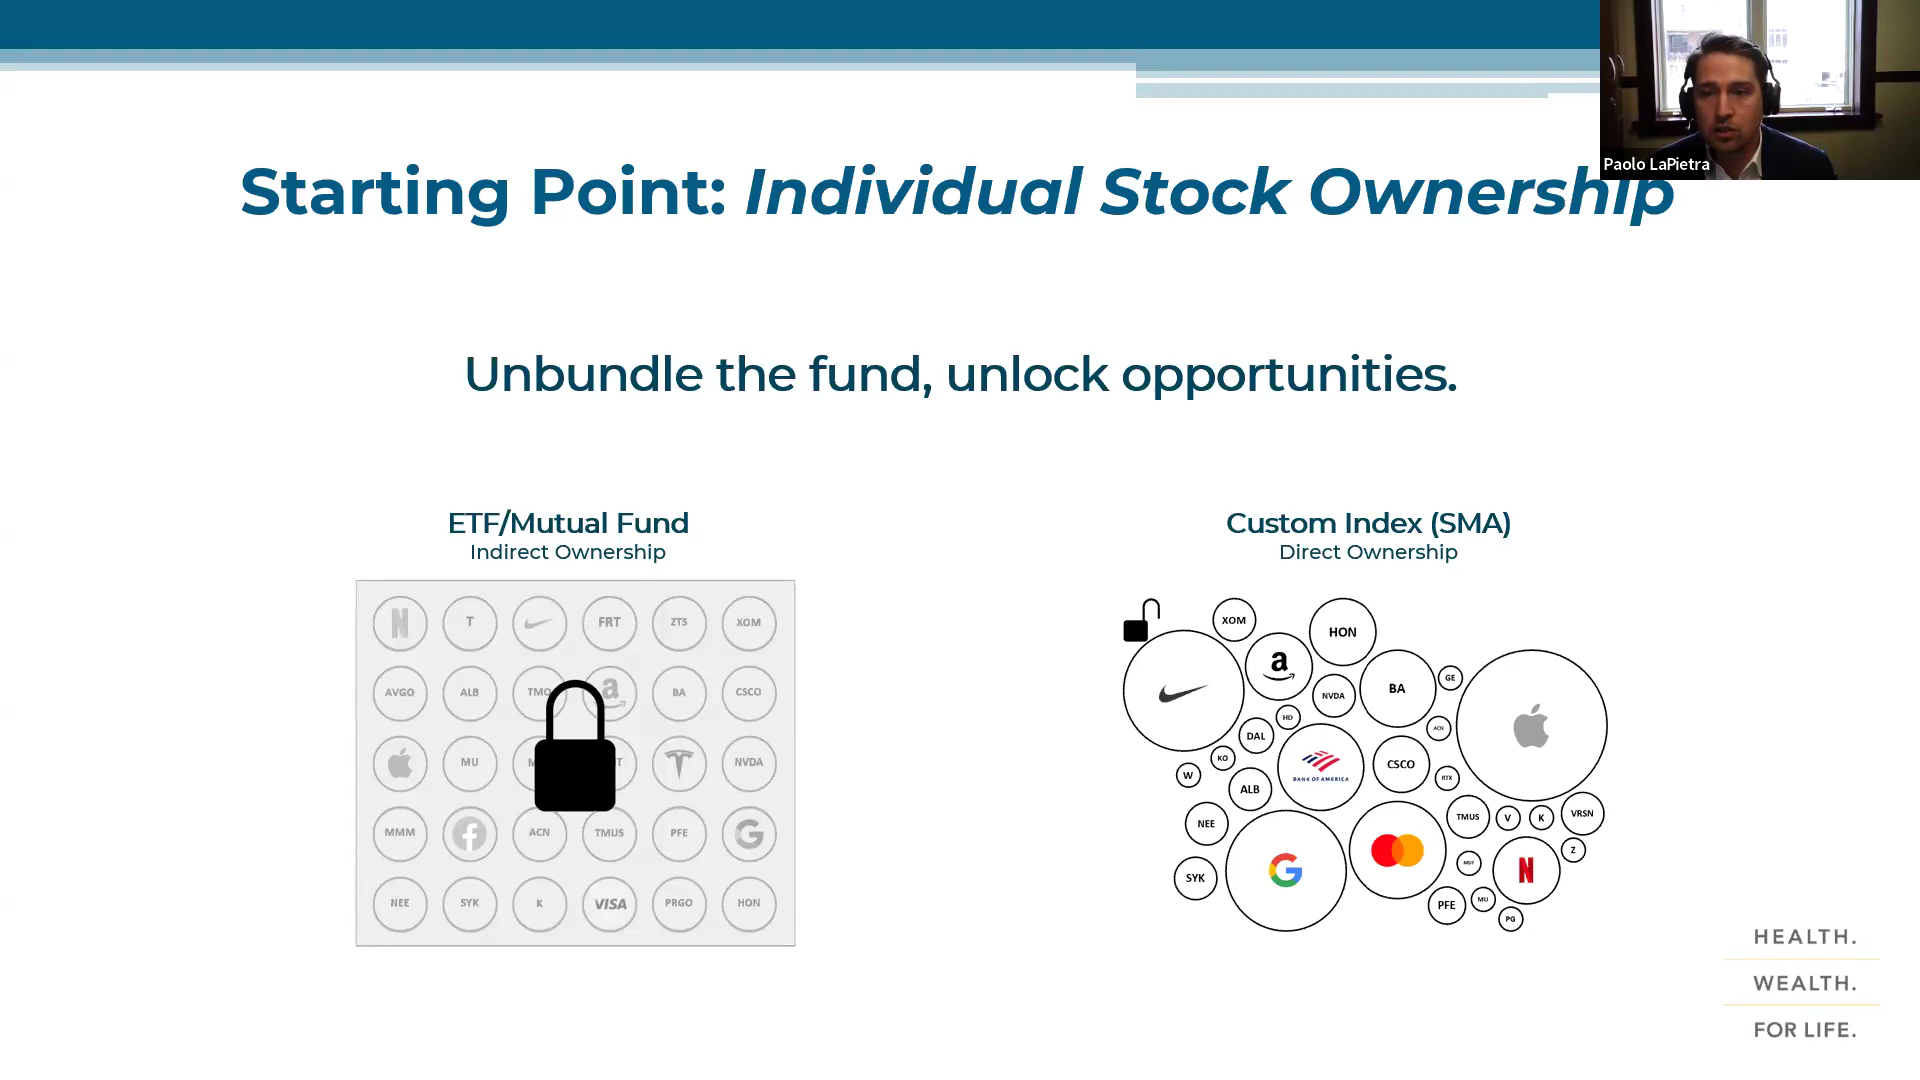 Paolo LaPietra
Starting Point: Individual Stock Ownership
Unbundle the fund, unlock opportunities.
ETF/Mutual Fund
Indirect Ownership
T FRT ZTS XOM
AVGO ALB TMO a BA CSCO
MU NVDA
MMM ACN TMUS PFE G
NEE SYK K VISA PRGO HON
Custom Index (SMA)
Direct Ownership
XOM
HON
a
GE
BA
NVDA
HD
ACN
DAL
KO
BANK OF AMERICA
CSCO
W
RTX
ALB
NEE
TMUS
V
K
VRSN
Z
G
N
SYK
PFE
MU
PG
HEALTH.
WEALTH.
FOR LIFE.